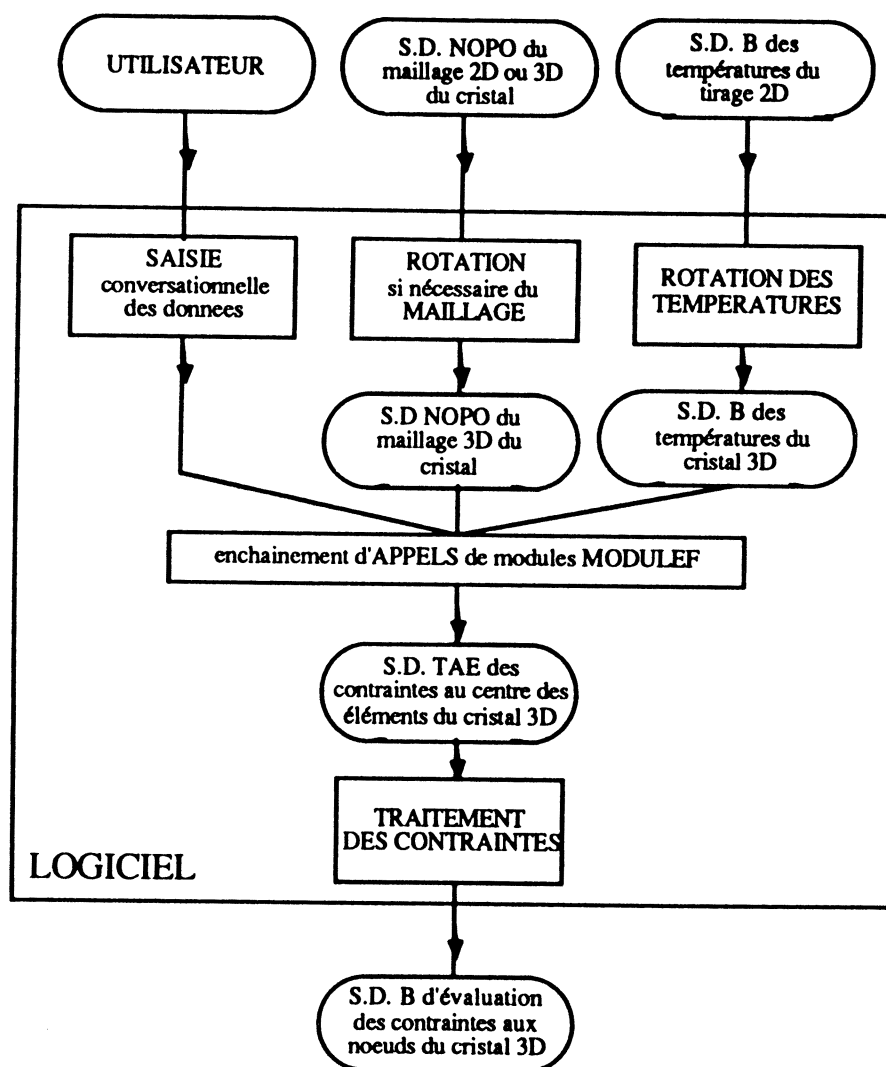 UTILISATEUR
S.D. NOPO du
maillage 2D ou 3D
du cristal
S.D. B des
températures du
tirage 2D
SAISIE
conversationnelle
des donnees
ROTATION
si nécessaire du
MAILLAGE
ROTATION DES
TEMPERATURES
S.D NOPO du
maillage 3D du
cristal
S.D. B des
températures du
cristal 3D
enchainement d'APPELS de modules MODULEF
S.D. TAE des
contraintes au centre des
éléments du cristal 3D
TRAITEMENT
DES CONTRAINTES
LOGICIEL
S.D. B d'évaluation
des contraintes aux
noeuds du cristal 3D